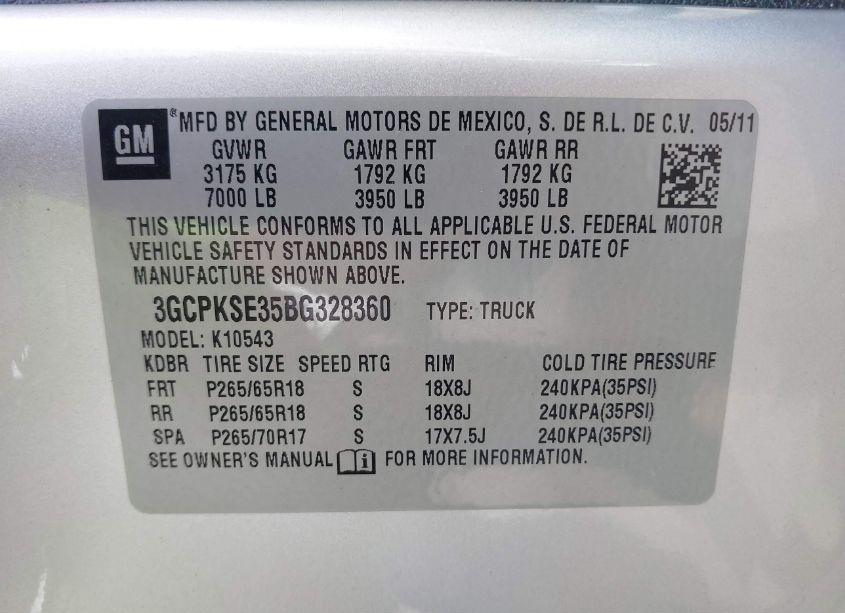 GM ® MFD BY GENERAL MOTORS DE MEXICO, S. DE R.L. DE C.V. 05/11
GVWR GAWR FRT GAWR RR
3175 KG 1792 KG 1792 KG
7000 LB 3950 LB 3950 LB
THIS VEHICLE CONFORMS TO ALL APPLICABLE U.S. FEDERAL MOTOR
VEHICLE SAFETY STANDARDS IN EFFECT ON THE DATE OF
MANUFACTURE SHOWN ABOVE.
3GCPKSE35BG328360 TYPE: TRUCK
MODEL: K10543
KDBR TIRE SIZE SPEED RTG RIM COLD TIRE PRESSURE
FRT P265/65R18 S 18X8J 240KPA(35PSI)
RR P265/65R18 S 18X8J 240KPA(35PSI)
SPA P265/70R17 S 17X7.5J 240KPA(35PSI)
SEE OWNER'S MANUAL i FOR MORE INFORMATION.